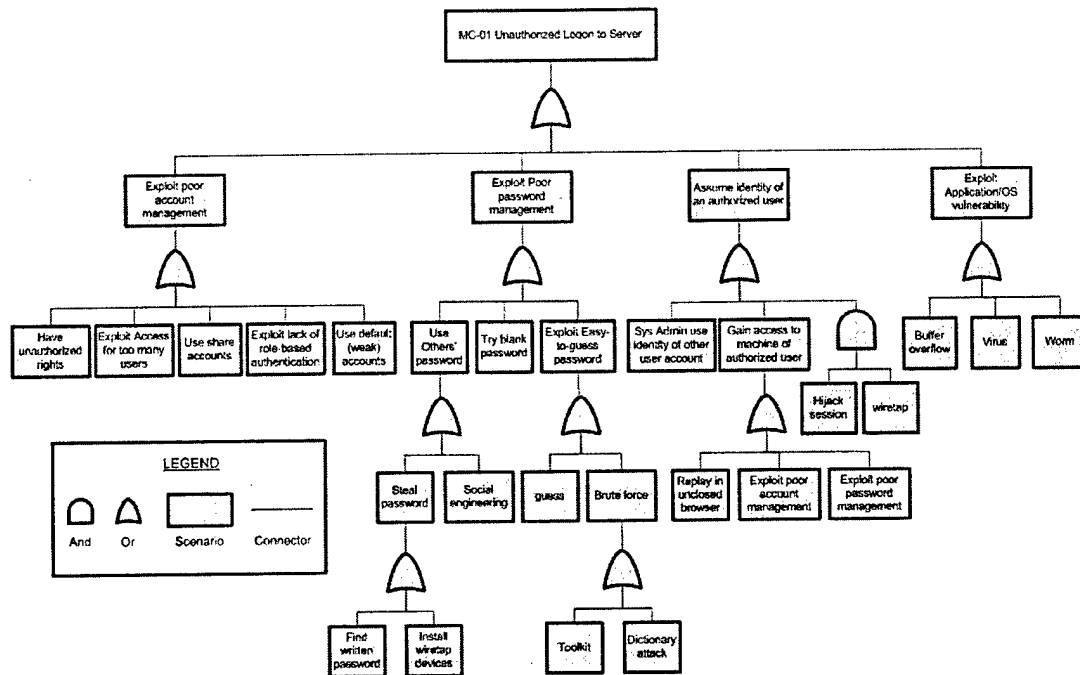 MC-01 Unauthorized Logon to Server
Exploit poor
account
management
Exploit Poor
password
management
Assume identity of
an authorized user
Exploit
Application/OS
vulnerability
Have
unauthorized
rights
Exploit Access
for too many
users
Use share
accounts
Exploit lack of
role-based
authentication
Use default
(weak) accounts
Use
Others'
password
Try blank
password
Exploit Easy-
to-guess
password
Sys Admin use
identity of other
user account
Gain access to
machine of
authorized user
Buffer
overflow
Virus
Worm
Hijack
session
wiretap
LEGEND
And
Or
Scenario
Connector
Steal
password
Social
engineering
guess
Brute force
Replay in
unclosed
browser
Exploit poor
account
management
Exploit poor
password
management
Find
written
password
Install
wiretap
devices
Toolkit
Dictionary
attack